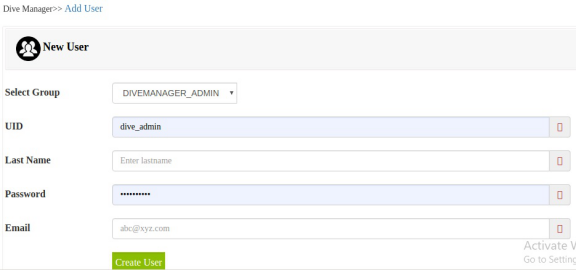 Dive Manager>> Add User
New User
Select Group DIVEMANAGER_ADMIN
UID dive_admin
Last Name Enter lastname
Password ••••••••••
Email abc@xyz.com
Activate
Create User Go to Setting